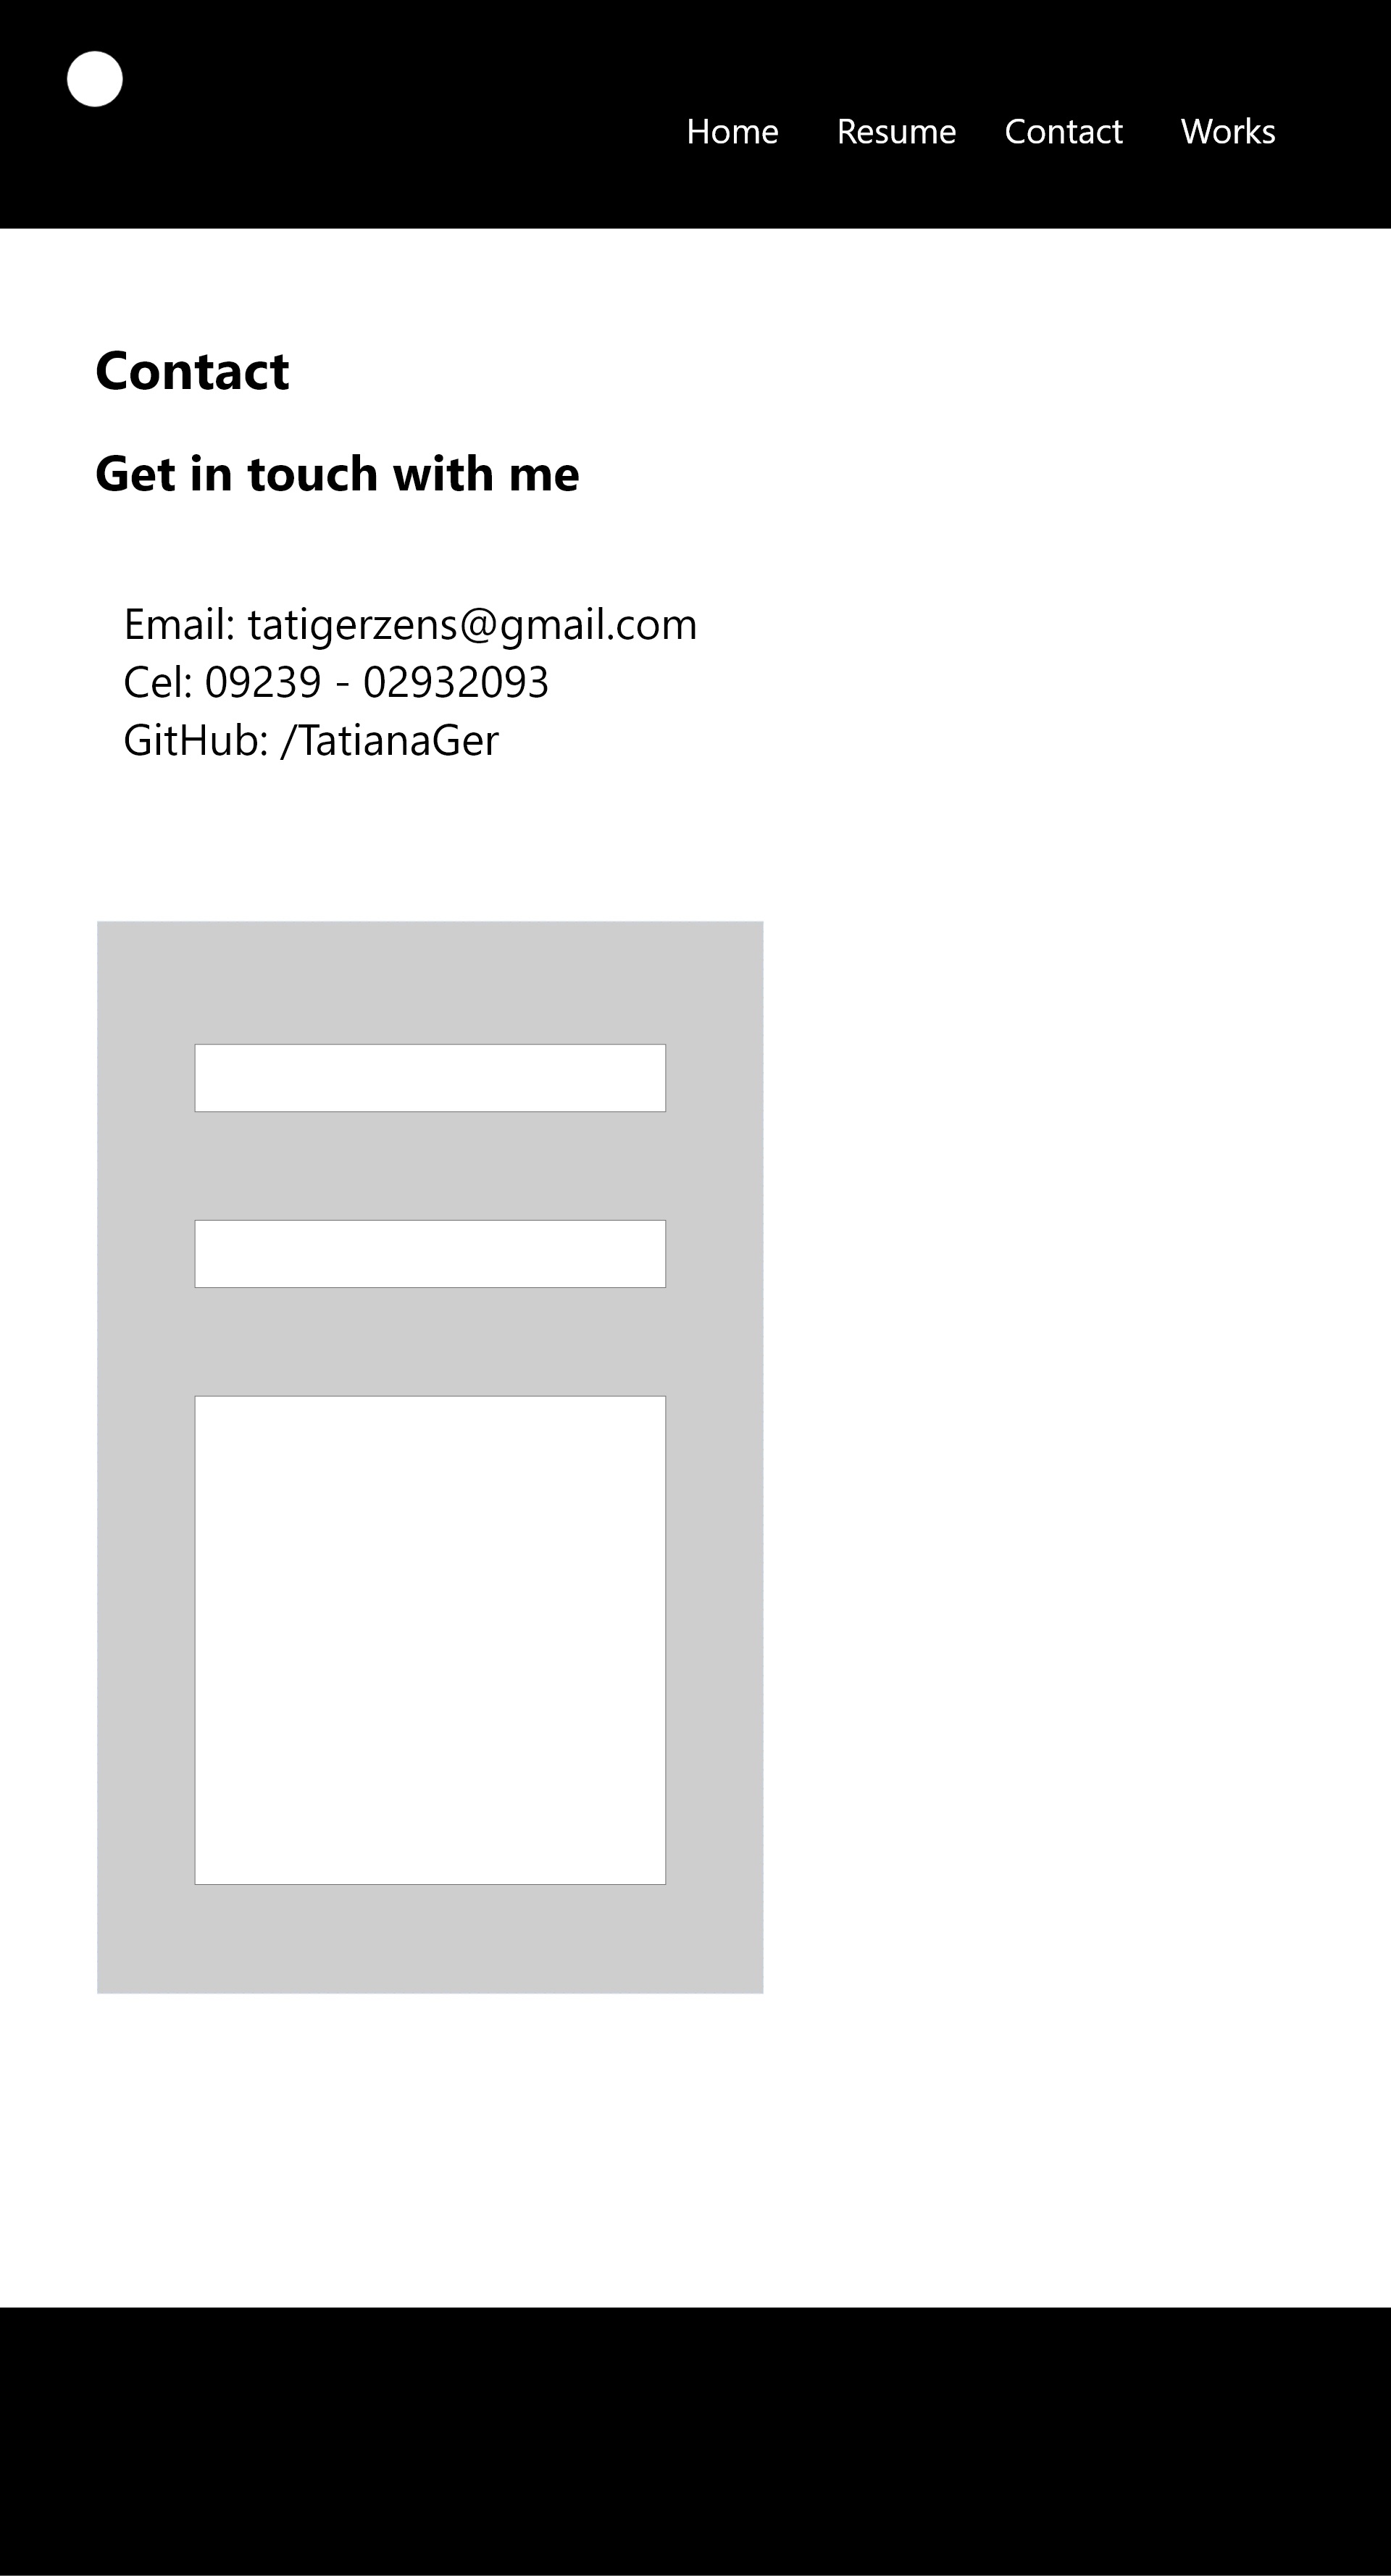 Home Resume Contact Works
Contact
Get in touch with me
Email: tatigerzens@gmail.com
Cel: 09239 - 02932093
GitHub: /TatianaGer